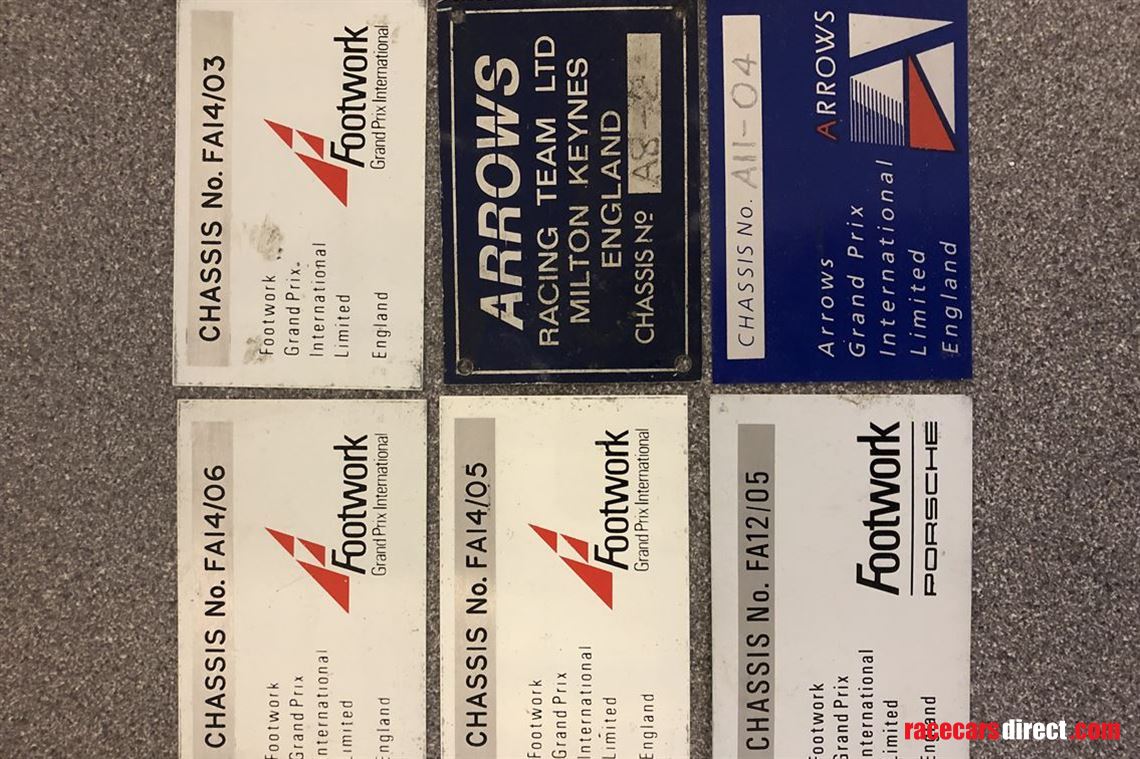 CHASSIS No. FA14/03
Footwork
Grand Prix International
Footwork
Grand Prix
International
Limited
England
ARROWS
RACING TEAM LTD
MILTON KEYNES
ENGLAND
CHASSIS Nº A8-2
CHASSIS No. A11-04
ARROWS
Arrows
Grand Prix
International
Limited
England
CHASSIS No. FA14/06
Footwork
Grand Prix International
Footwork
Grand Prix
International
Limited
England
CHASSIS No. FA14/05
Footwork
Grand Prix International
Footwork
Grand Prix
International
Limited
England
CHASSIS No. FA12/05
Footwork
PORSCHE
Footwork
Grand Prix
International
Limited
England
racecarsdirect.com